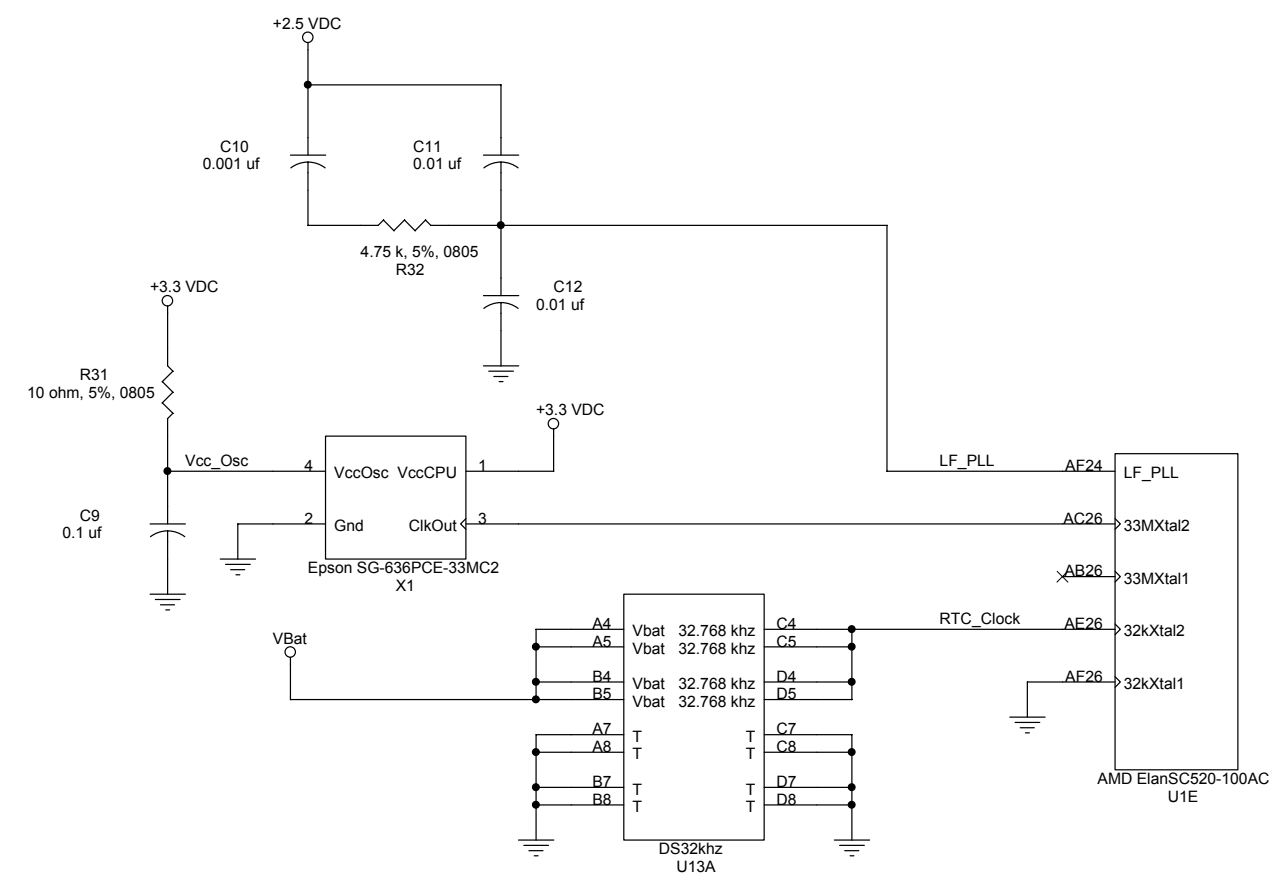 +2.5 VDC
C10
0.001 uf
C11
0.01 uf
4.75 k, 5%, 0805
R32
C12
0.01 uf
+3.3 VDC
R31
10 ohm, 5%, 0805
+3.3 VDC
Vcc_Osc
4
VccOsc VccCPU
1
LF_PLL
AF24
LF_PLL
C9
0.1 uf
2
Gnd
ClkOut
3
AC26
33MXtal2
Epson SG-636PCE-33MC2
X1
AB26
33MXtal1
VBat
A4
Vbat 32.768 khz
C4
RTC_Clock
AE26
32kXtal2
A5
Vbat 32.768 khz
C5
B4
Vbat 32.768 khz
D4
AF26
32kXtal1
B5
Vbat 32.768 khz
D5
A7
T
T
C7
A8
T
T
C8
B7
T
T
D7
B8
T
T
D8
AMD ElanSC520-100AC
U1E
DS32khz
U13A